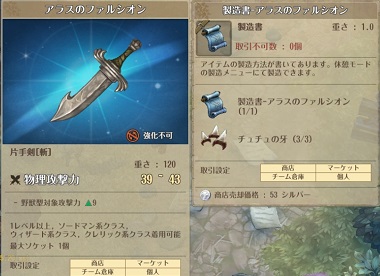 アラスのファルシオン
強化不可
片手剣[斬]
重さ : 120
物理攻撃力 39 - 43
- 野獣型対象攻撃力 ▲9
1レベル以上、ソードマン系クラス、
ウィザード系クラス、クレリック系クラス着用可能
最大ソケット 1個
取引設定
商店 マーケット
チーム倉庫 個人
製造書-アラスのファルシオン
製造書 重さ : 1.0
取引不可数 : 0個
アイテムの製造方法が書いてあります。休憩モード
の製造メニューにて製造できます。
製造書-アラスのファルシオン
(1/1)
チュチュの牙 (3/3)
取引設定
商店 マーケット
チーム倉庫 個人
商店売却価格 : 53 シルバー